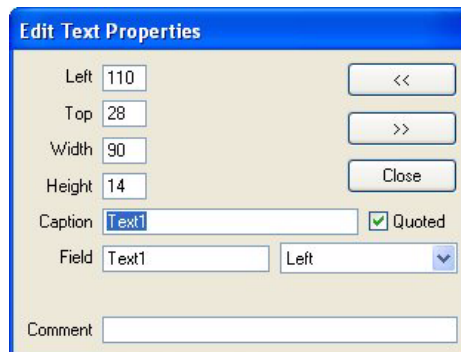 Edit Text Properties
Left 110 <<
Top 28 >>
Width 90
Height 14 Close
Caption Text1 Quoted
Field Text1 Left
Comment